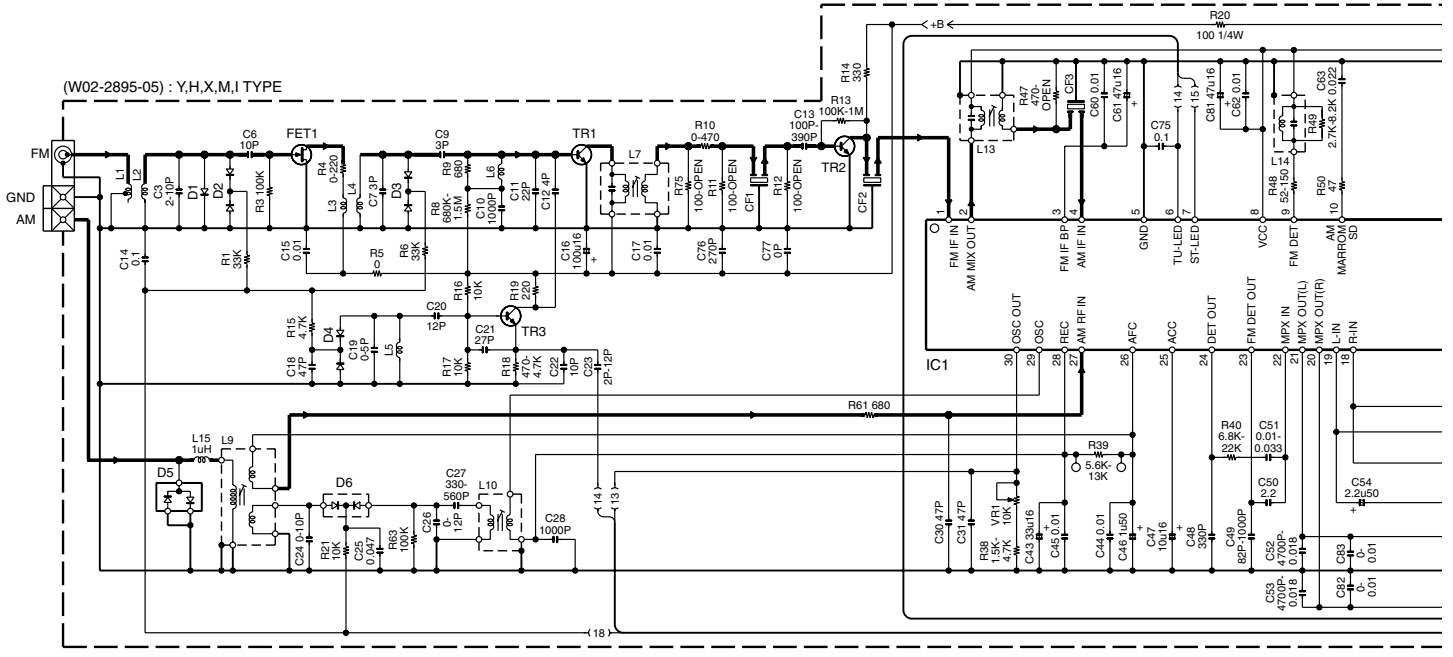 +B
R20
100 1/4W
(W02-2895-05) : Y,H,X,M,I TYPE
R14
330
R13
100K-1M
R47
470-
OPEN
CF3
C60 0.01
C61 47u16
+
14
15
C81 47u16
+
C62 0.01
C63
0.022
R49
2.7K-8.2K
C75
0.1
L13
L14
R48
52-150
R50
47
FM
GND
AM
L1
L2
C3
2-10P
D1
D2
C6
10P
R3 100K
FET1
R4
0-220
L3
L4
C7 3P
D3
C9
3P
R9
680
L6
R8
680K-
1.5M
C10
1000P
C11
22P
C12 4P
TR1
L7
R10
0-470
R75
100-OPEN
R11
100-OPEN
CF1
R12
100-OPEN
C13
100P-
390P
TR2
CF2
C14
0.1
R1
33K
C15
0.01
R5
0
R6
33K
C16
100u16
+
C17
0.01
C76
270P
C77
0P
R16
10K
R19
220
TR3
R15
4.7K
D4
C18
47P
C19
0-5P
L5
C20
12P
C21
27P
R17
10K
R18
470-
4.7K
C22
10P
C23
2P-12P
1
2
3
4
5
6
7
8
9
10
FM IF IN
AM MIX OUT
FM IF BP
AM IF IN
GND
TU-LED
ST-LED
VCC
FM DET
AM
MARROM
SD
OSC OUT
OSC
REC
AM RF IN
AFC
ACC
DET OUT
FM DET OUT
MPX IN
MPX OUT(L)
MPX OUT(R)
L-IN
R-IN
IC1
30
29
28
27
26
25
24
23
22
21
20
19
18
R61 680
L15
1uH
L9
D5
D6
C24 0-10P
R21
10K
C25
0.047
R63
100K
C26
0-
12P
C27
330-
560P
L10
C28
1000P
14
13
C30 47P
C31 47P
VR1
10K
R38
1.5K-
4.7K
C43 33u16
+
C45 0.01
R39
5.6K-
13K
C44 0.01
C46 1u50
+
C47
10u16
+
C48
330P
R40
6.8K-
22K
C51
0.01-
0.033
C50
2.2
C49
82P-1000P
C52
4700P-
0.018
C53
4700P-
0.018
C54
2.2u50
+
C83
0-
0.01
C82
0-
0.01
18